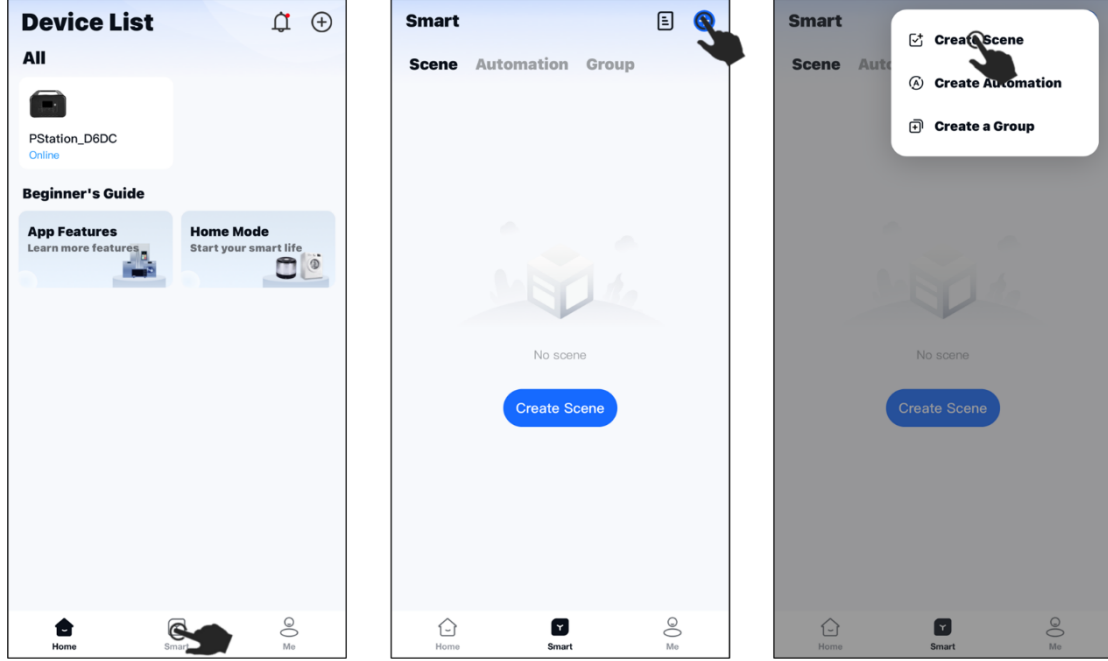 Device List
All
PStation_D6DC
Online
Beginner's Guide
App Features
Learn more features
Home Mode
Start your smart life
Home
Smart
Me
Smart
Scene Automation Group
No scene
Create Scene
Home
Smart
Me
Smart
Scene
Create Scene
Create Automation
Create a Group
No scene
Create Scene
Home
Smart
Me